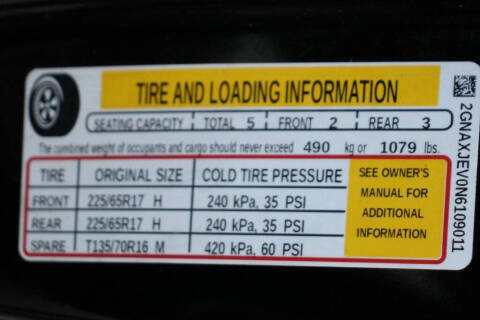 TIRE AND LOADING INFORMATION
SEATING CAPACITY TOTAL 5 FRONT 2 REAR 3
The combined weight of occupants and cargo should never exceed 490 kg or 1079 lbs.
TIRE ORIGINAL SIZE COLD TIRE PRESSURE
FRONT 225/65R17 H 240 kPa, 35 PSI
REAR 225/65R17 H 240 kPa, 35 PSI
SPARE T135/70R16 M 420 kPa, 60 PSI
SEE OWNER'S
MANUAL FOR
ADDITIONAL
INFORMATION
2GNAXJEV0N6109011